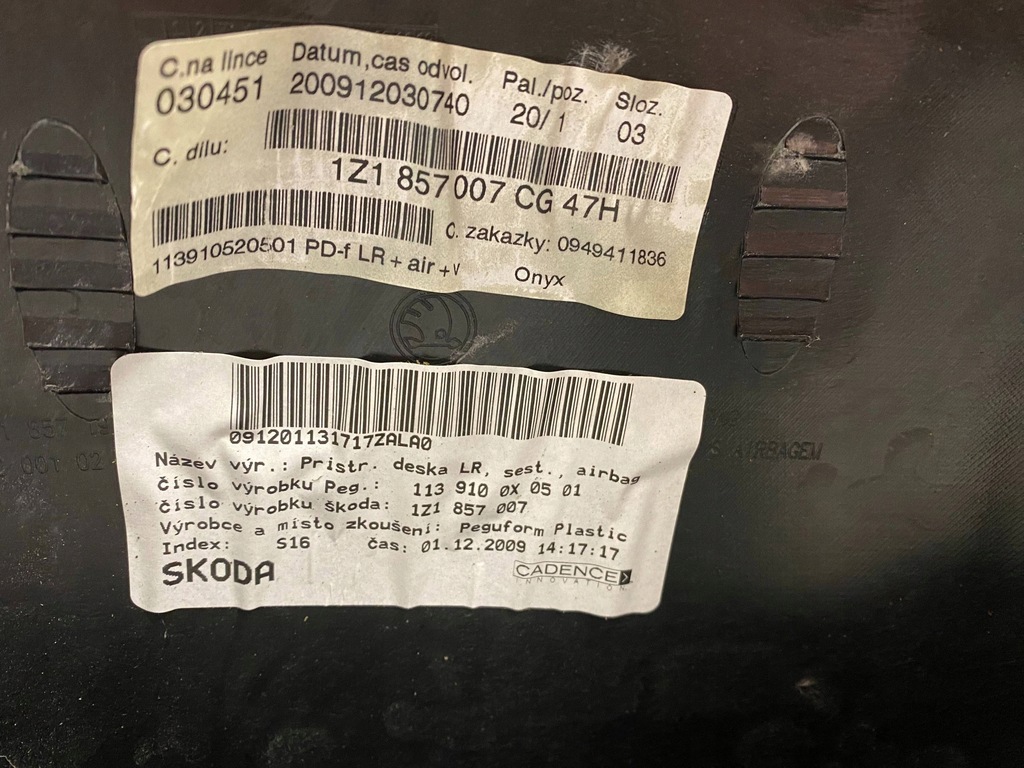 C.na lince Datum,cas odvol. Pal./poz. Sloz.
030451 200912030740 20/ 1 03
C. dilu:
1Z1 857007 CG 47H
C. zakazky: 0949411836
113910520501 PD-f LR + air +v Onyx
091201131717ZALA0
Název výr.: Pristr. deska LR, sest., airbag
číslo výrobku Peg.: 113 910 0X 05 01
číslo výrobku škoda: 1Z1 857 007
Výrobce a místo zkoušení: Peguform Plastic
Index: S16 čas: 01.12.2009 14:17:17
SKODA CADENCE
INNOVATION
AIRBAGEM